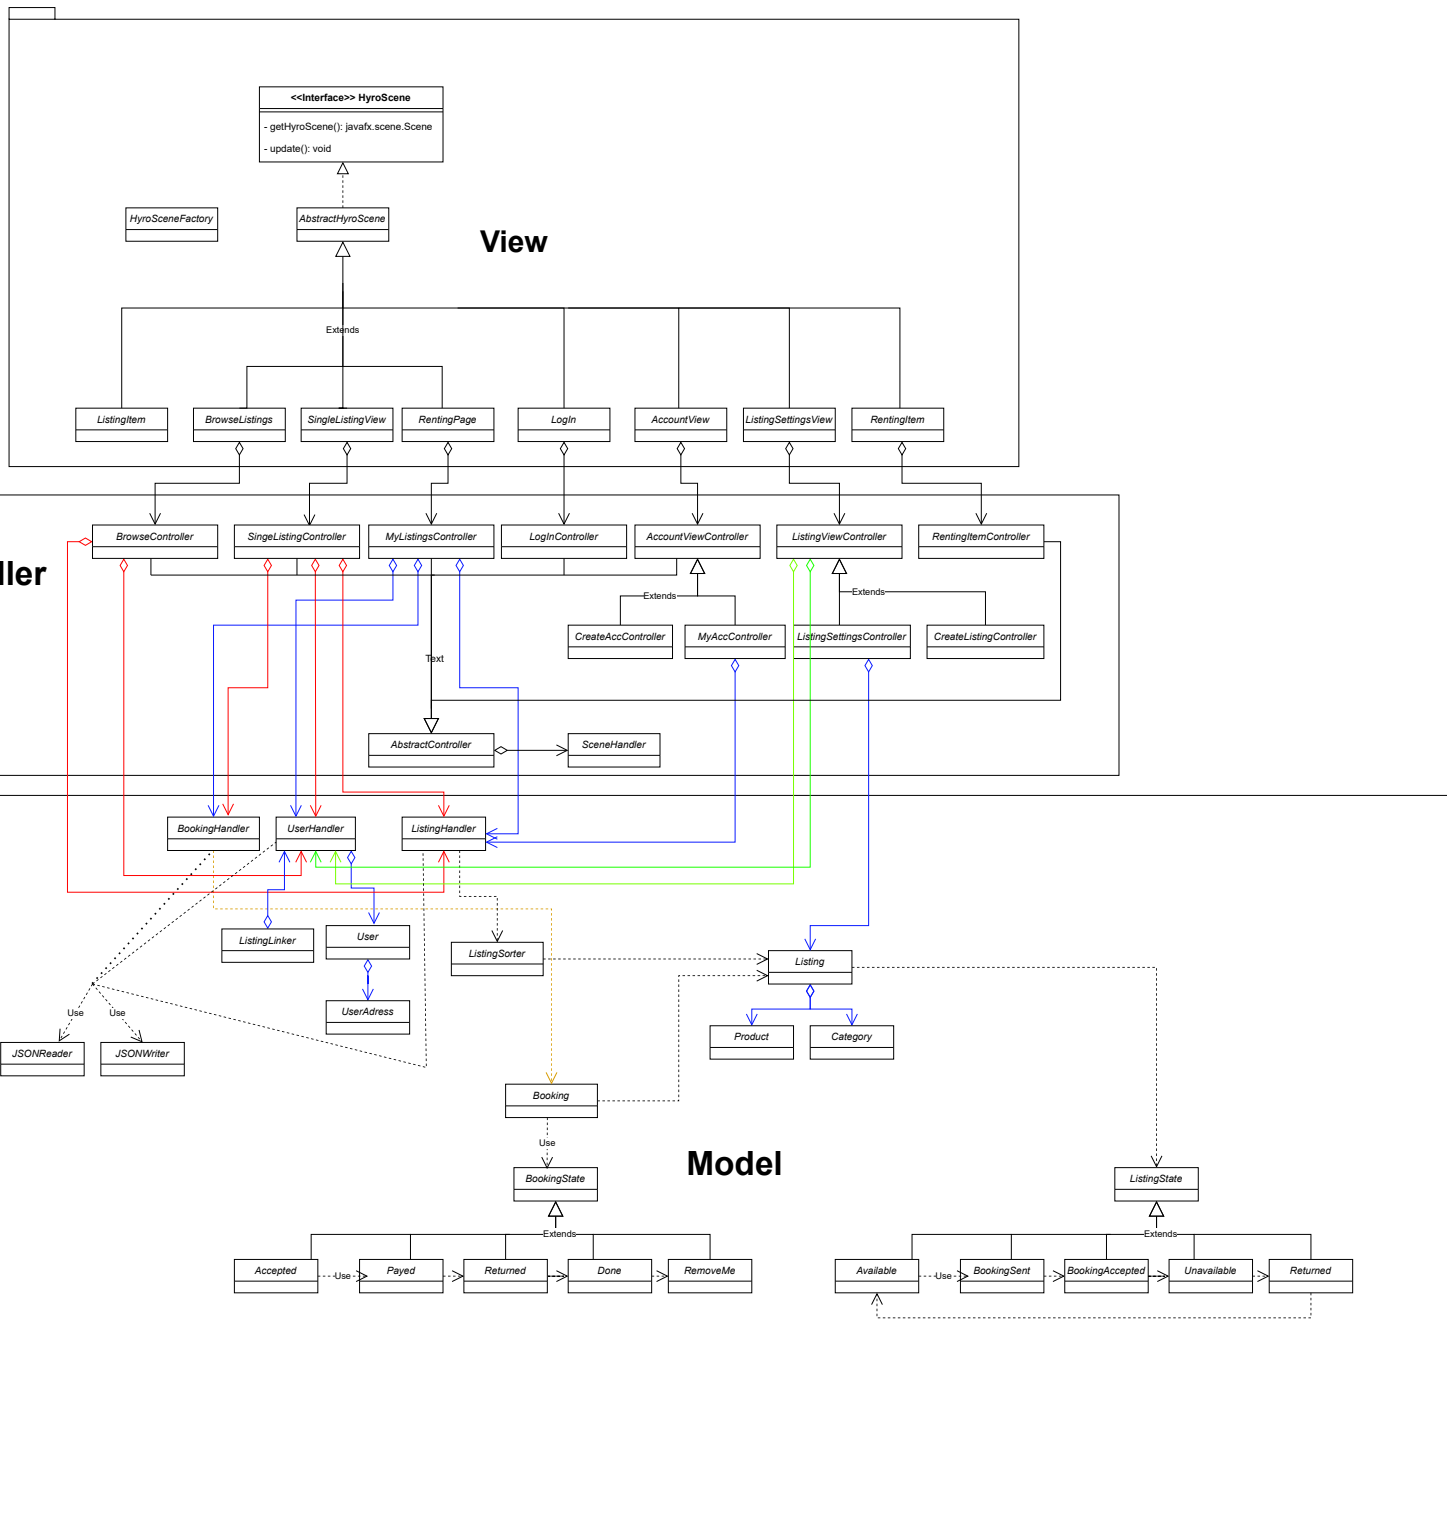 <<Interface>> HyroScene
- getHyroScene(): javafx.scene.Scene
- update(): void
HyroSceneFactory
AbstractHyroScene
View
Extends
ListingItem
BrowseListings
SingleListingView
RentingPage
LogIn
AccountView
ListingSettingsView
RentingItem
BrowseController
SingeListingController
MyListingsController
LogInController
AccountViewController
ListingViewController
RentingItemController
ller
Extends
Extends
CreateAccController
MyAccController
ListingSettingsController
CreateListingController
Text
AbstractController
SceneHandler
BookingHandler
UserHandler
ListingHandler
ListingLinker
User
ListingSorter
Listing
UserAdress
Use
Use
Product
Category
JSONReader
JSONWriter
Booking
Use
Model
BookingState
ListingState
Extends
Extends
Accepted
Use
Payed
Returned
Done
RemoveMe
Available
Use
BookingSent
BookingAccepted
Unavailable
Returned